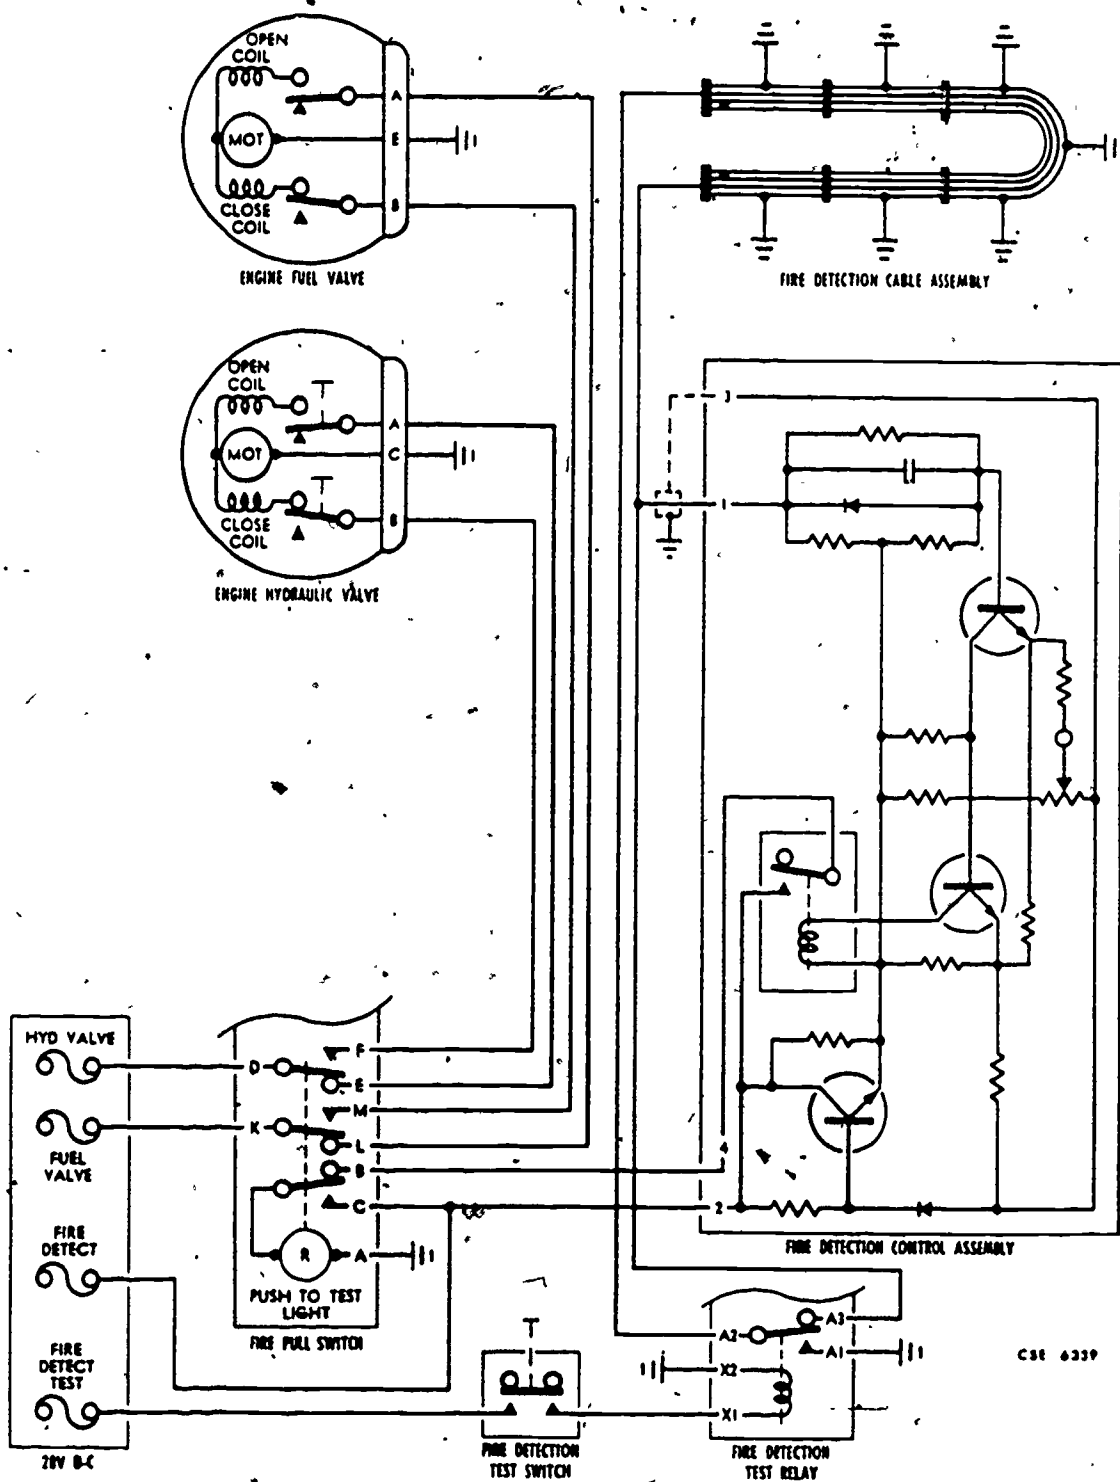 OPEN
COIL
MOT
CLOSE
COIL
A
E
B
ENGINE FUEL VALVE
FIRE DETECTION CABLE ASSEMBLY
OPEN
COIL
MOT
CLOSE
COIL
A
C
B
ENGINE HYDRAULIC VALVE
3
1
4
2
FIRE DETECTION CONTROL ASSEMBLY
HYD VALVE
FUEL
VALVE
FIRE
DETECT
FIRE
DETECT
TEST
28V D-C
D
K
F
E
M
L
B
C
R
A
PUSH TO TEST
LIGHT
FIRE PULL SWITCH
FIRE DETECTION
TEST SWITCH
A2
A3
A1
X2
X1
FIRE DETECTION
TEST RELAY
CSE 6339